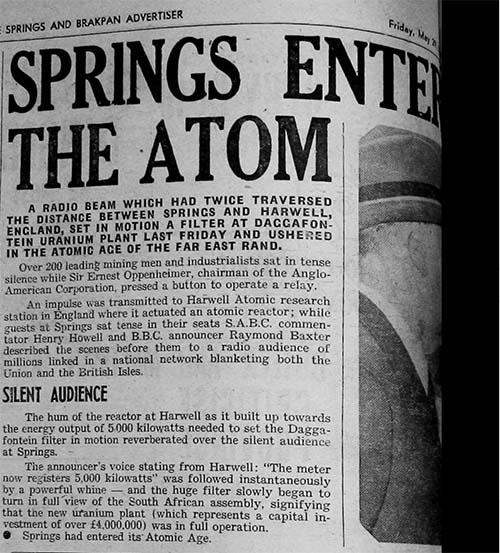 SPRINGS AND BRAKPAN ADVERTISER
Friday, May
SPRINGS ENTER
THE ATOM
A RADIO BEAM WHICH HAD TWICE TRAVERSED
THE DISTANCE BETWEEN SPRINGS AND HARWELL,
ENGLAND, SET IN MOTION A FILTER AT DAGGAFON-
TEIN URANIUM PLANT LAST FRIDAY AND USHERED
IN THE ATOMIC AGE OF THE FAR EAST RAND.
Over 200 leading mining men and industrialists sat in tense
silence while Sir Ernest Oppenheimer, chairman of the Anglo-
American Corporation, pressed a button to operate a relay.
An impulse was transmitted to Harwell Atomic research
station in England where it actuated an atomic reactor; while
guests at Springs sat tense in their seats S.A.B.C. commen-
tator Henry Howell and B.B.C. announcer Raymond Baxter
described the scenes before them to a radio audience of
millions linked in a national network blanketing both the
Union and the British Isles.
SILENT AUDIENCE
The hum of the reactor at Harwell as it built up towards
the energy output of 5000 kilowatts needed to set the Dagga-
fontein filter in motion reverberated over the silent audience
at Springs.
The announcer's voice stating from Harwell: "The meter
now registers 5,000 kilowatts" was followed instantaneously
by a powerful whine — and the huge filter slowly began to
turn in full view of the South African assembly, signifying
that the new uranium plant (which represents a capital in-
vestment of over £4,000,000) was in full operation.
● Springs had entered its Atomic Age.